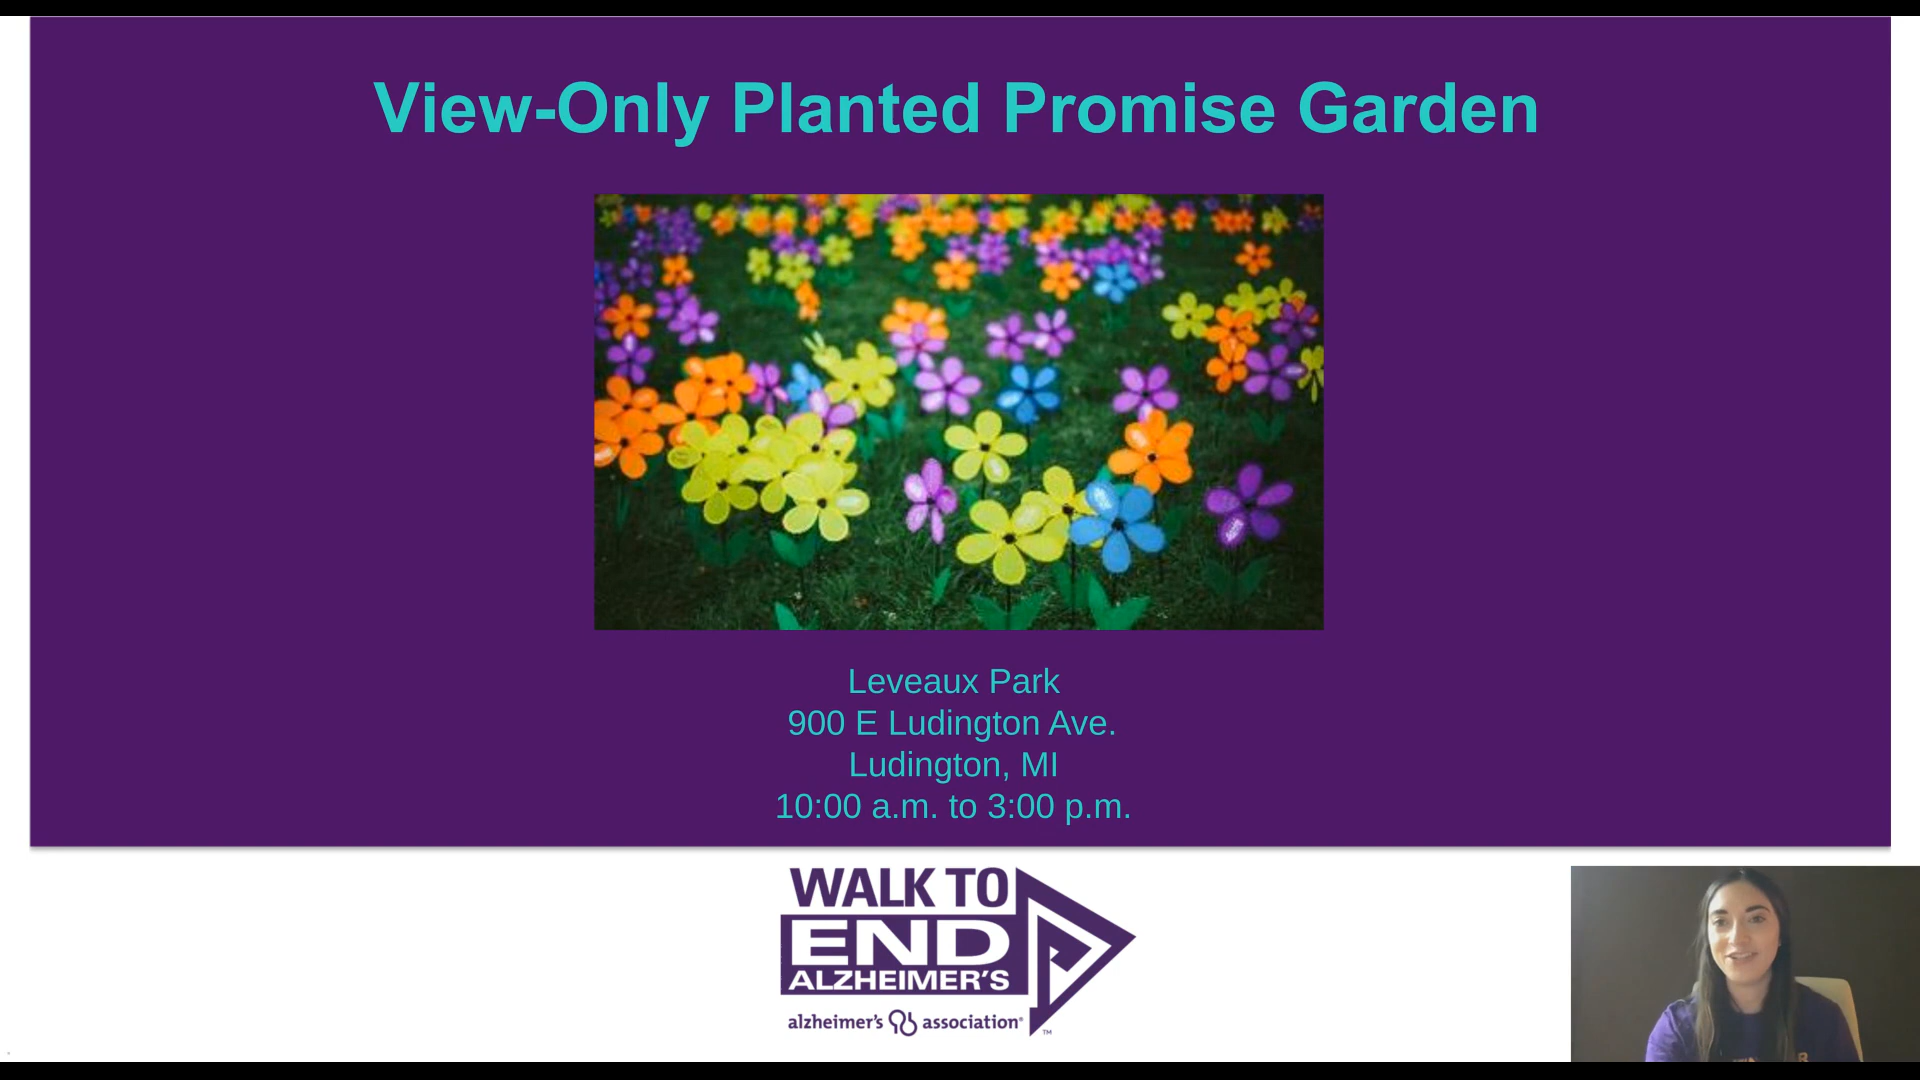 View-Only Planted Promise Garden
Leveaux Park
900 E Ludington Ave.
Ludington, MI
10:00 a.m. to 3:00 p.m.
WALK TO
END
ALZHEIMER'S
alzheimer's association®
™